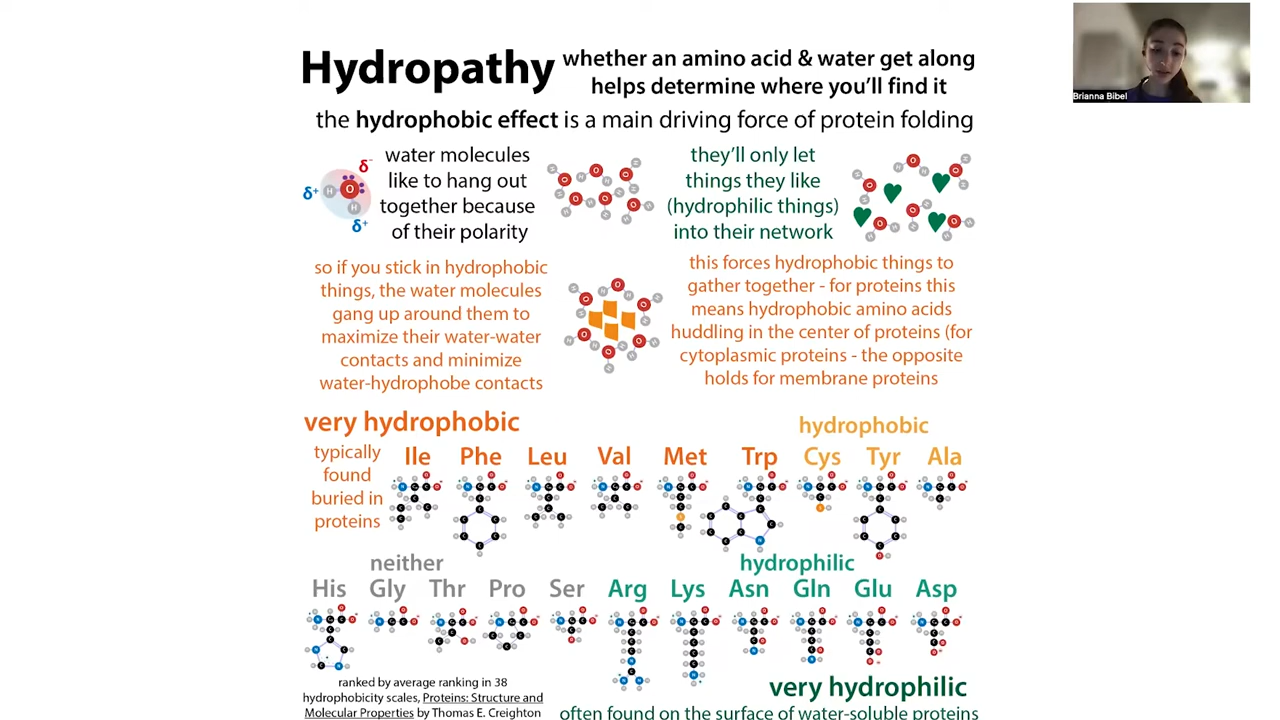 Hydropathy
whether an amino acid & water get along
helps determine where you'll find it
the hydrophobic effect is a main driving force of protein folding
δ⁻
δ⁺
δ⁺
water molecules
like to hang out
together because
of their polarity
they'll only let
things they like
(hydrophilic things)
into their network
so if you stick in hydrophobic
things, the water molecules
gang up around them to
maximize their water-water
contacts and minimize
water-hydrophobe contacts
this forces hydrophobic things to
gather together - for proteins this
means hydrophobic amino acids
huddling in the center of proteins (for
cytoplasmic proteins - the opposite
holds for membrane proteins
very hydrophobic
hydrophobic
typically
found
buried in
proteins
Ile Phe Leu Val Met Trp Cys Tyr Ala
neither
hydrophilic
His Gly Thr Pro Ser Arg Lys Asn Gln Glu Asp
ranked by average ranking in 38
hydrophobicity scales, Proteins: Structure and
Molecular Properties by Thomas E. Creighton
very hydrophilic
often found on the surface of water-soluble proteins
Brianna Bibel